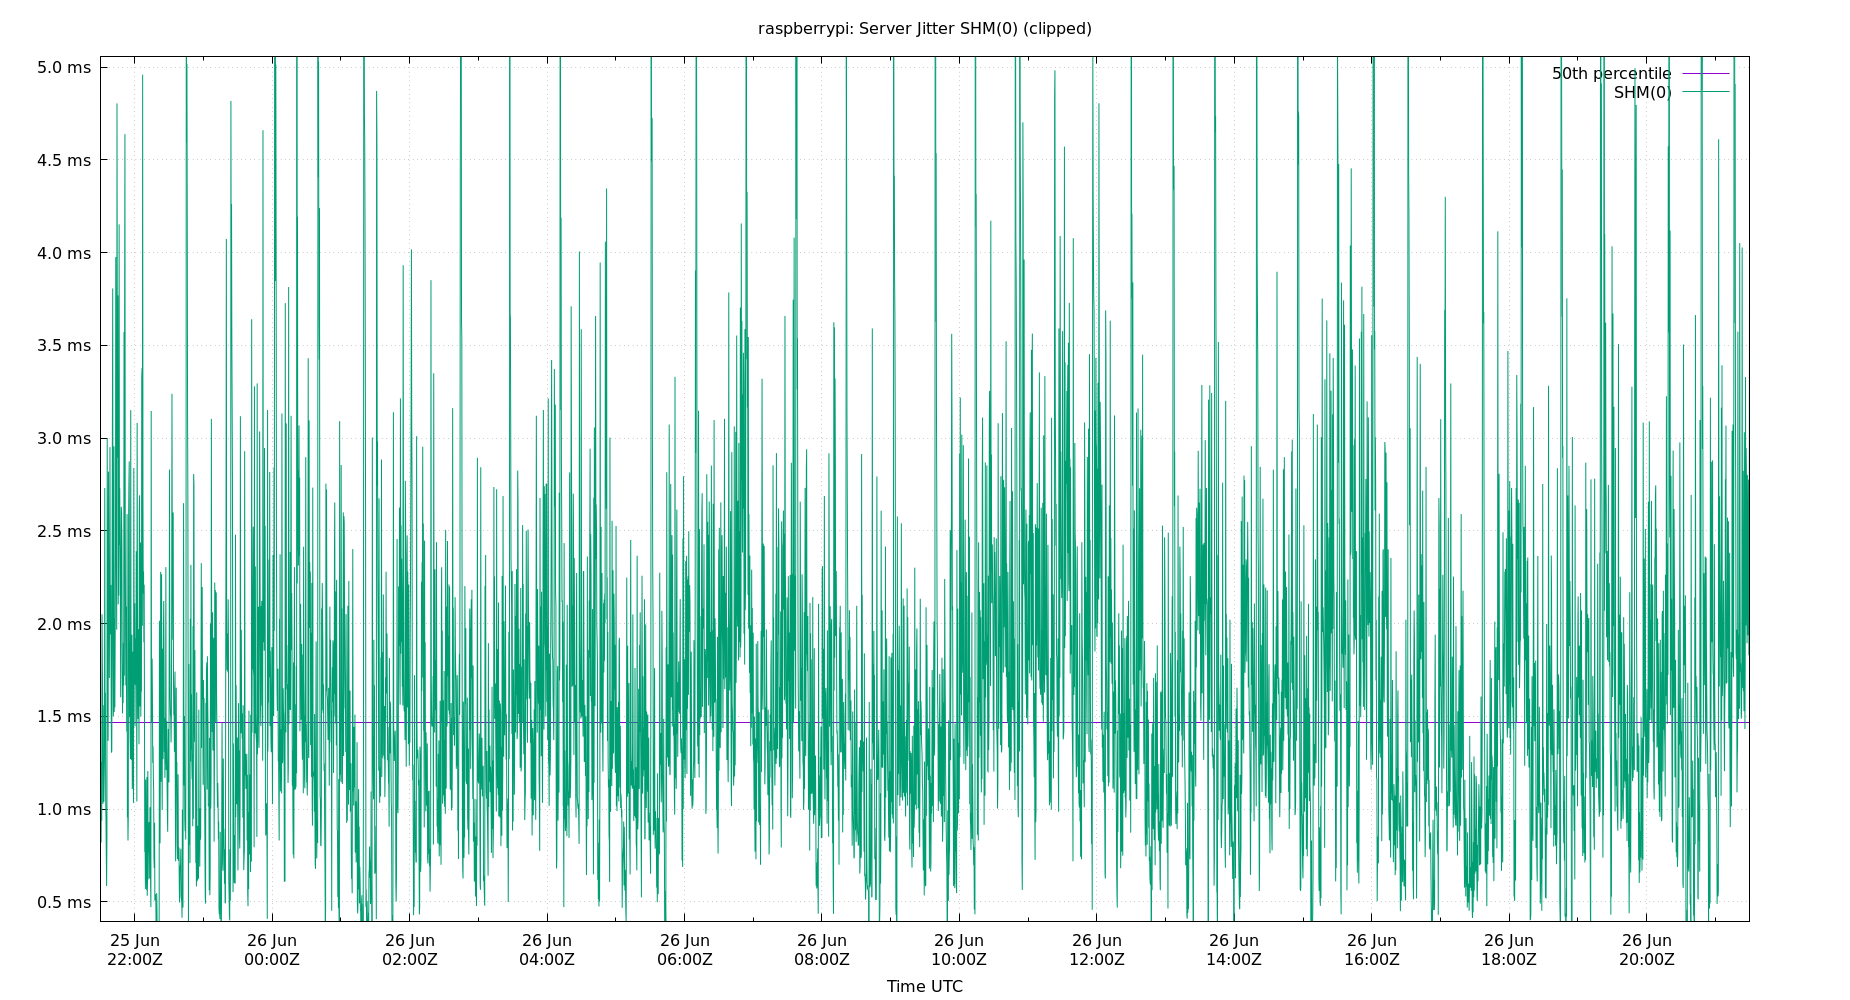 raspberrypi: Server Jitter SHM(0) (clipped)
50th percentile
SHM(0)
5.0 ms
4.5 ms
4.0 ms
3.5 ms
3.0 ms
2.5 ms
2.0 ms
1.5 ms
1.0 ms
0.5 ms
25 Jun 26 Jun 26 Jun 26 Jun 26 Jun 26 Jun 26 Jun 26 Jun 26 Jun 26 Jun 26 Jun 26 Jun
22:00Z 00:00Z 02:00Z 04:00Z 06:00Z 08:00Z 10:00Z 12:00Z 14:00Z 16:00Z 18:00Z 20:00Z
Time UTC